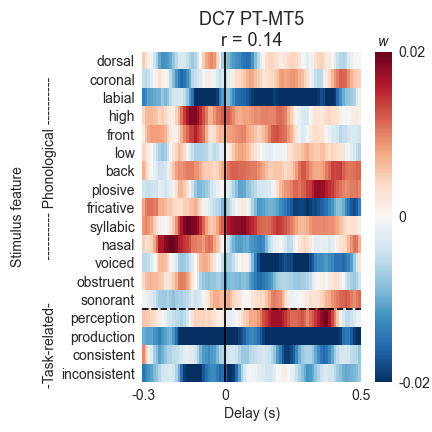 DC7 PT-MT5
r = 0.14
w
dorsal
coronal
labial
high
front
low
back
plosive
fricative
syllabic
nasal
voiced
obstruent
sonorant
perception
production
consistent
inconsistent
Stimulus feature
-Task-related- ---------- Phonological ----------
0.02
0
-0.02
-0.3 0 0.5
Delay (s)